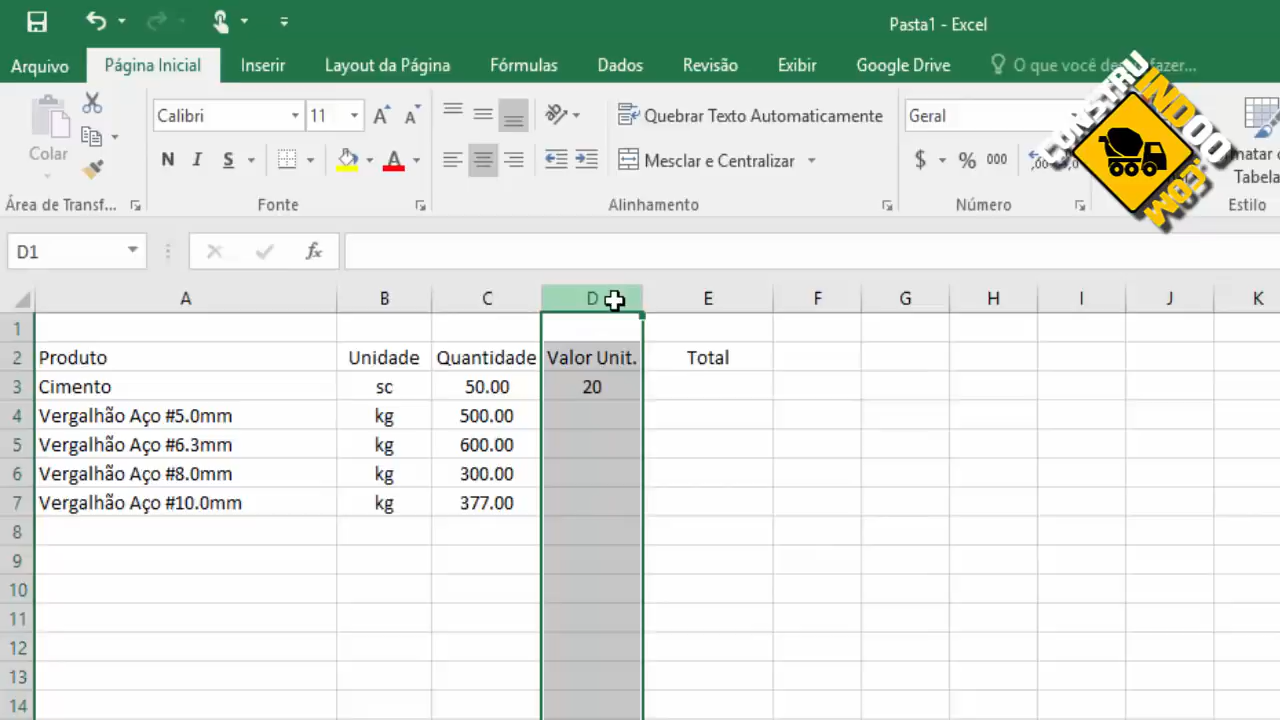 Pasta1 - Excel
Arquivo Página Inicial Inserir Layout da Página Fórmulas Dados Revisão Exibir Google Drive O que você fazer...
Calibri 11 Quebrar Texto Automaticamente Geral
Colar N I S A Mesclar e Centralizar $ % 000 Tabela
Área de Transf... Fonte Alinhamento Número Estilo
CONSTRUINDOO.COM
D1 fx
A B C D E F G H I J K
1
2 Produto Unidade Quantidade Valor Unit. Total
3 Cimento sc 50.00 20
4 Vergalhão Aço #5.0mm kg 500.00
5 Vergalhão Aço #6.3mm kg 600.00
6 Vergalhão Aço #8.0mm kg 300.00
7 Vergalhão Aço #10.0mm kg 377.00
8
9
10
11
12
13
14